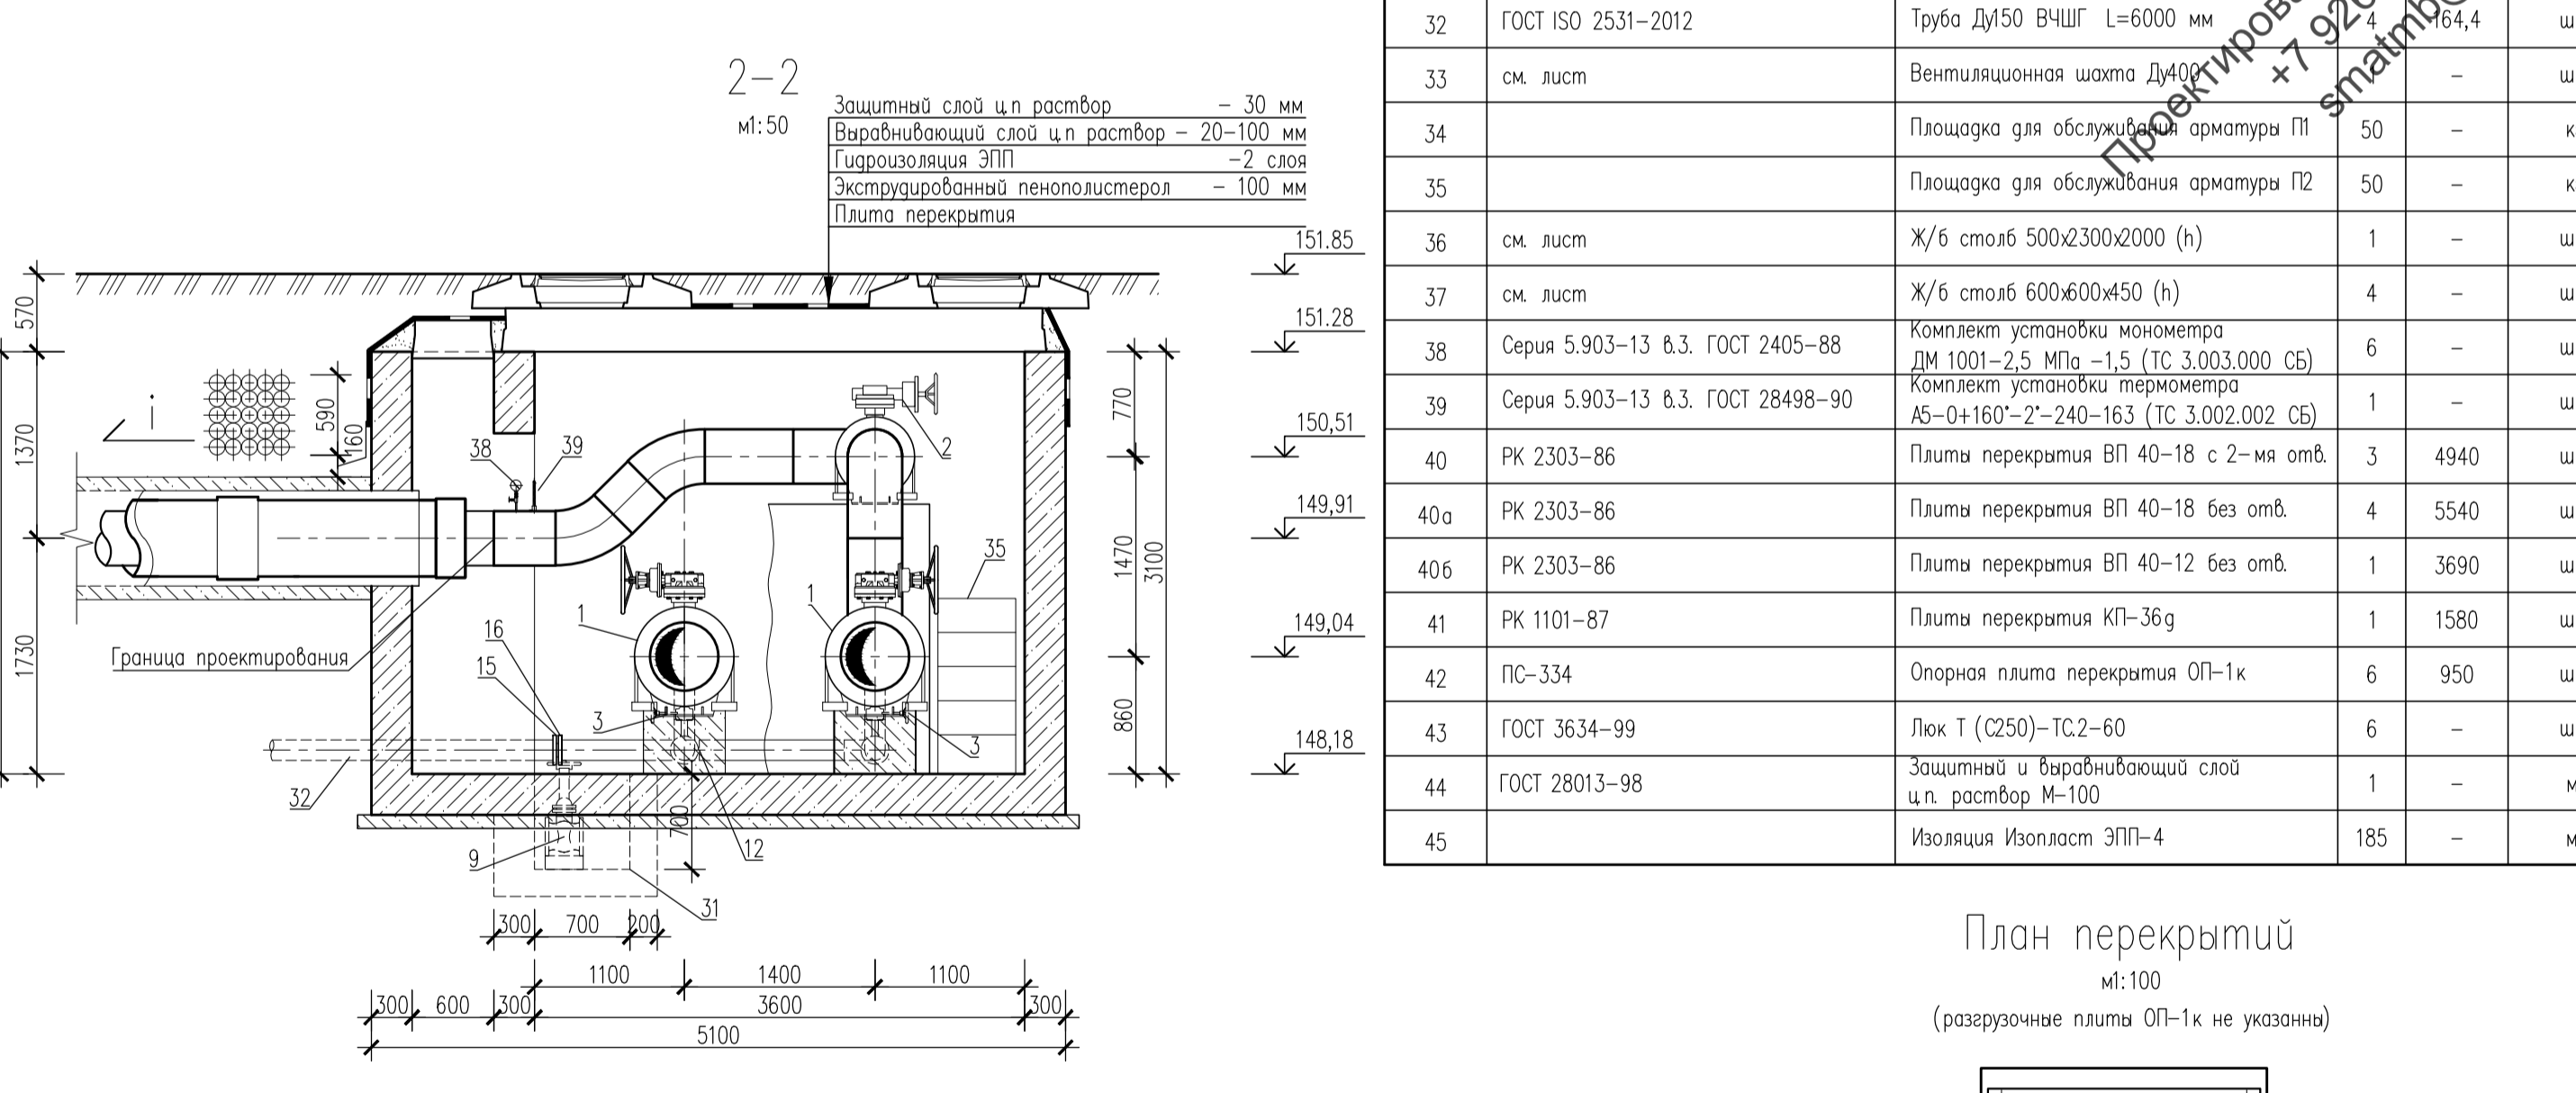 2–2
м1:50
Защитный слой ц.п раствор – 30 мм
Выравнивающий слой ц.п раствор – 20–100 мм
Гидроизоляция ЭПП –2 слоя
Экструдированный пенополистерол – 100 мм
Плита перекрытия
151.85
570
151.28
590
160
i
1370
38
39
2
770
150,51
149,91
35
1470
3100
1
1
149,04
16
15
Граница проектирования
1730
3
3
860
148,18
32
700
12
9
31
300 700 200
1100 1400 1100
300 600 300 3600 300
5100
32 ГОСТ ISO 2531–2012 Труба Ду150 ВЧШГ L=6000 мм 4 164,4 ш
33 см. лист Вентиляционная шахта Ду400 – ш
34 Площадка для обслуживания арматуры П1 50 – к
35 Площадка для обслуживания арматуры П2 50 – к
36 см. лист Ж/б столб 500х2300х2000 (h) 1 – ш
37 см. лист Ж/б столб 600х600х450 (h) 4 – ш
38 Серия 5.903–13 в.3. ГОСТ 2405–88 Комплект установки монометра 6 – ш
ДМ 1001–2,5 МПа –1,5 (ТС 3.003.000 СБ)
39 Серия 5.903–13 в.3. ГОСТ 28498–90 Комплект установки термометра 1 – ш
А5–0+160°–2°–240–163 (ТС 3.002.002 СБ)
40 РК 2303–86 Плиты перекрытия ВП 40–18 с 2–мя отв. 3 4940 ш
40а РК 2303–86 Плиты перекрытия ВП 40–18 без отв. 4 5540 ш
40б РК 2303–86 Плиты перекрытия ВП 40–12 без отв. 1 3690 ш
41 РК 1101–87 Плиты перекрытия КП–36д 1 1580 ш
42 ПС–334 Опорная плита перекрытия ОП–1к 6 950 ш
43 ГОСТ 3634–99 Люк Т (С250)–ТС.2–60 6 – ш
44 ГОСТ 28013–98 Защитный и выравнивающий слой 1 – м
ц.п. раствор М–100
45 Изоляция Изопласт ЭПП–4 185 – м
Проектирова
+7 920
smatmb@
План перекрытий
м1:100
(разгрузочные плиты ОП–1к не указанны)